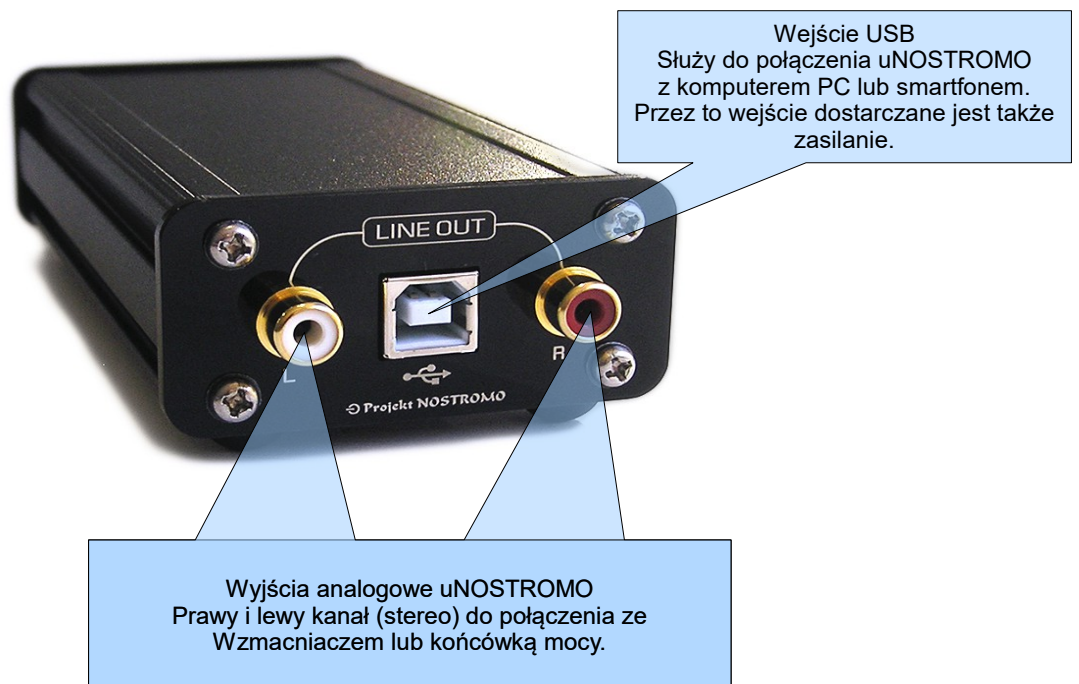 Wejście USB
Służy do połączenia uNOSTROMO
z komputerem PC lub smartfonem.
Przez to wejście dostarczane jest także
zasilanie.
LINE OUT
L
R
Projekt NOSTROMO
Wyjścia analogowe uNOSTROMO
Prawy i lewy kanał (stereo) do połączenia ze
Wzmacniaczem lub końcówką mocy.